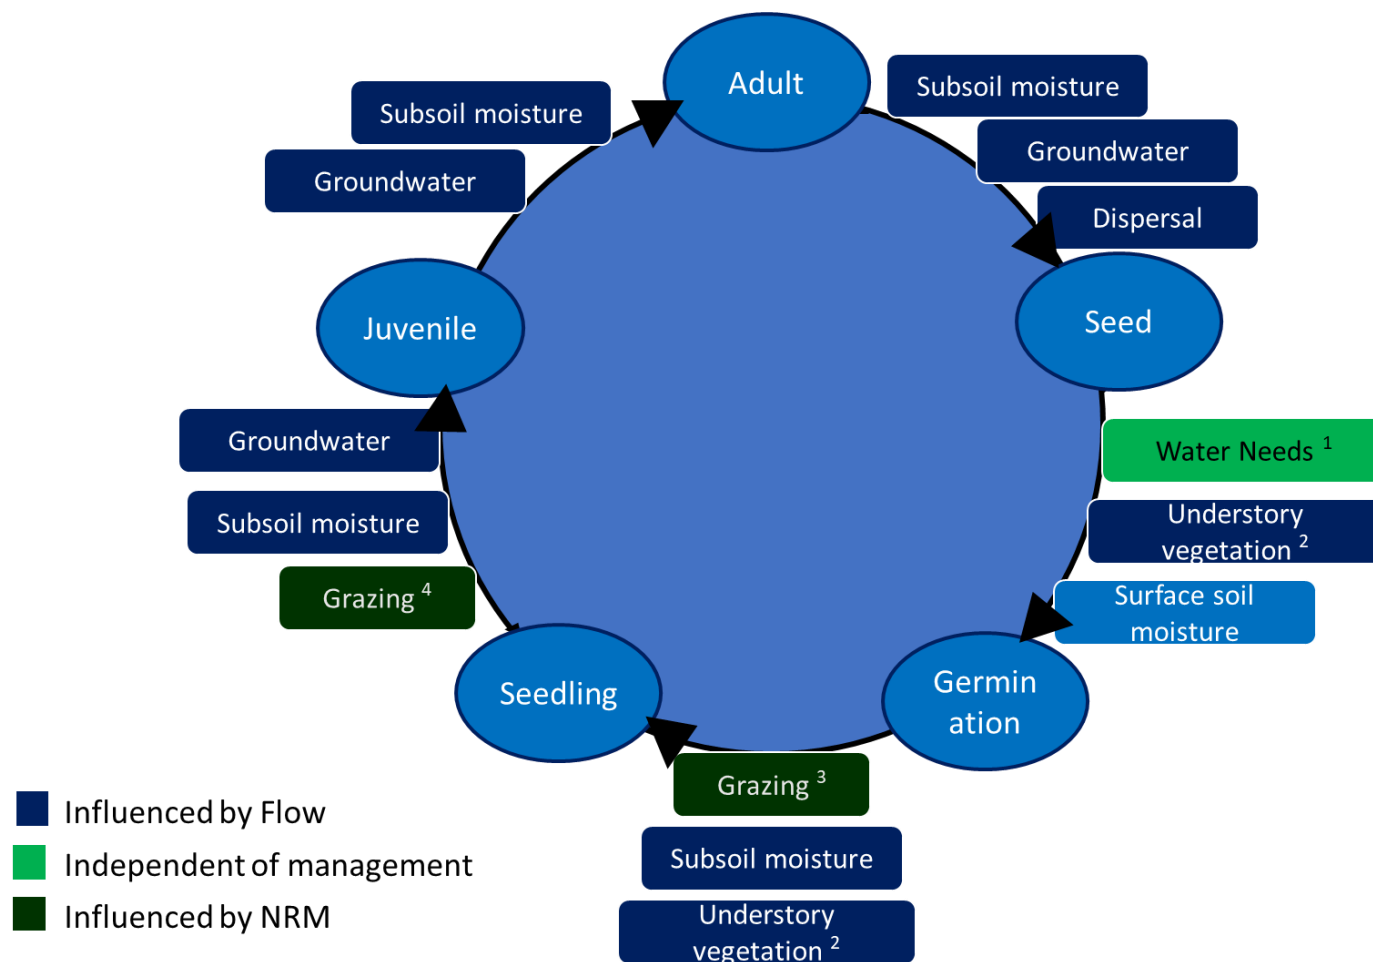 Adult
Subsoil moisture
Subsoil moisture
Groundwater
Groundwater
Dispersal
Juvenile
Seed
Groundwater
Water Needs 1
Subsoil moisture
Understory
vegetation 2
Grazing 4
Surface soil
moisture
Seedling
Germin
ation
Grazing 3
Subsoil moisture
Understory
vegetation 2
Influenced by Flow
Independent of management
Influenced by NRM